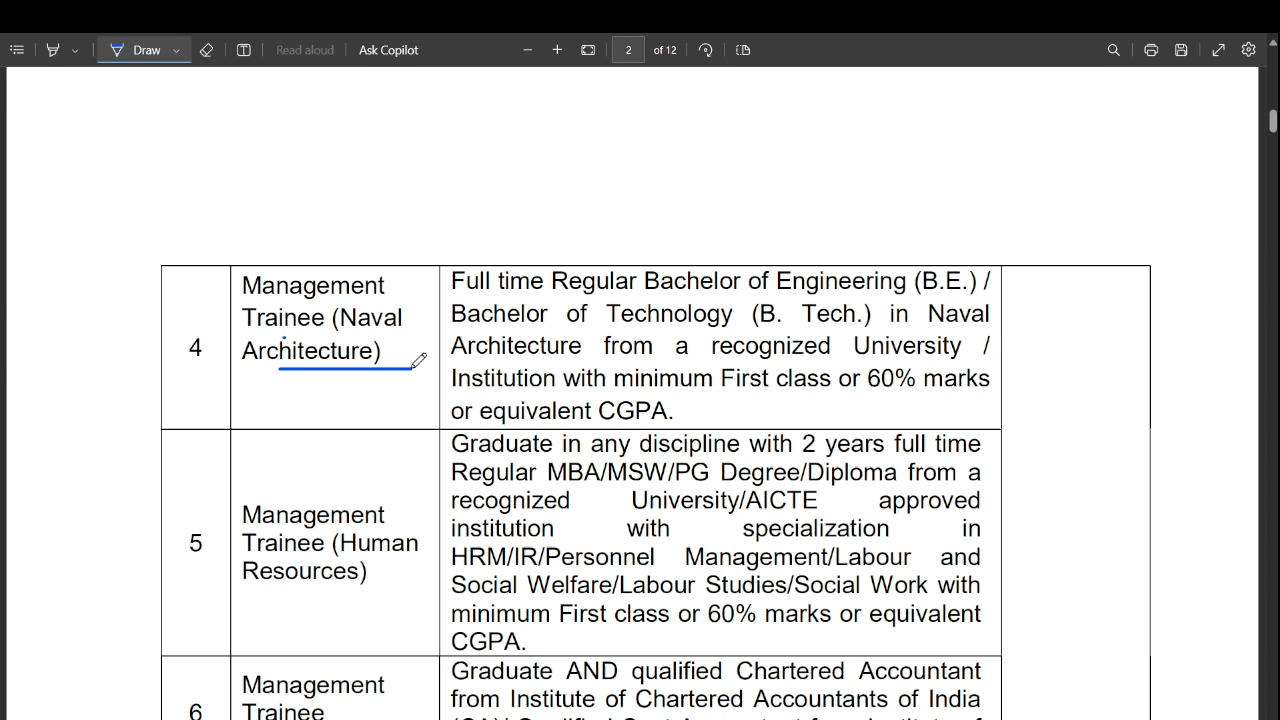 Draw
Read aloud
Ask Copilot
2
of 12
4
Management
Trainee (Naval
Architecture)
Full time Regular Bachelor of Engineering (B.E.) /
Bachelor of Technology (B. Tech.) in Naval
Architecture from a recognized University /
Institution with minimum First class or 60% marks
or equivalent CGPA.
5
Management
Trainee (Human
Resources)
Graduate in any discipline with 2 years full time
Regular MBA/MSW/PG Degree/Diploma from a
recognized University/AICTE approved
institution with specialization in
HRM/IR/Personnel Management/Labour and
Social Welfare/Labour Studies/Social Work with
minimum First class or 60% marks or equivalent
CGPA.
6
Management
Trainee
Graduate AND qualified Chartered Accountant
from Institute of Chartered Accountants of India